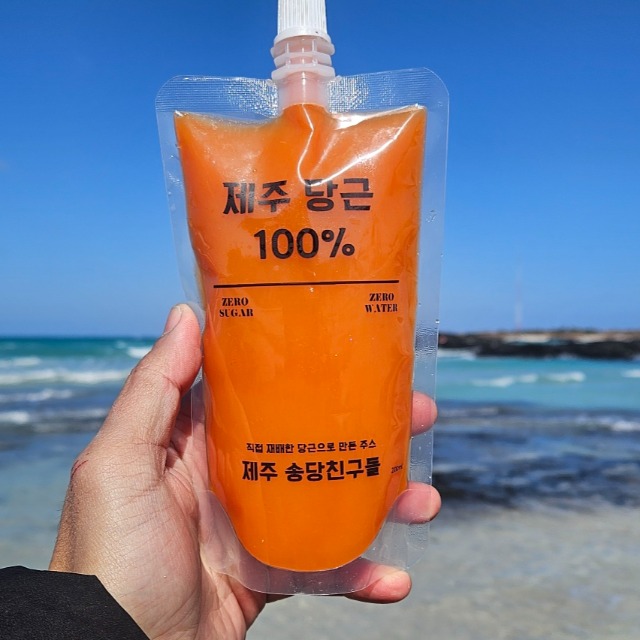 제주 당근
100%
ZERO
SUGAR
ZERO
WATER
직접 재배한 당근으로 만든 주스
제주 송당친구들